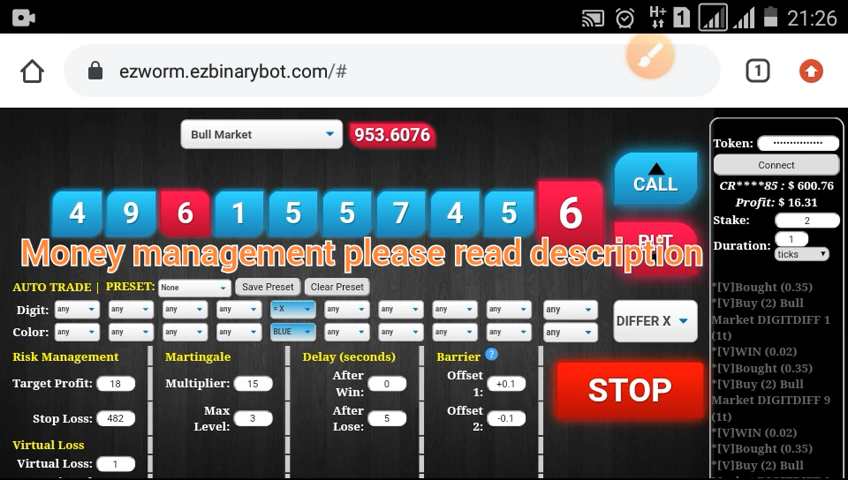 H+ 1 21:26
ezworm.ezbinarybot.com/#
1
Bull Market
953.6076
4 9 6 1 5 5 7 4 5 6
CALL
PUT
Money management please read description
AUTO TRADE | PRESET: None Save Preset Clear Preset
Digit: any any any any = X any any any any any
Color: any any any any BLUE any any any any any
DIFFER X
STOP
Risk Management
Target Profit: 18
Stop Loss: 482
Virtual Loss
Virtual Loss: 1
Martingale
Multiplier: 15
Max
Level: 3
Delay (seconds)
After
Win: 0
After
Lose: 5
Barrier ?
Offset
1: +0.1
Offset
2: -0.1
Token: ···············
Connect
CR****85 : $ 600.76
Profit: $ 16.31
Stake: 2
Duration: 1
ticks
*[V]Bought (0.35)
*[V]Buy (2) Bull
Market DIGITDIFF 1
(1t)
*[V]WIN (0.02)
*[V]Bought (0.35)
*[V]Buy (2) Bull
Market DIGITDIFF 9
(1t)
*[V]WIN (0.02)
*[V]Bought (0.35)
*[V]Buy (2) Bull